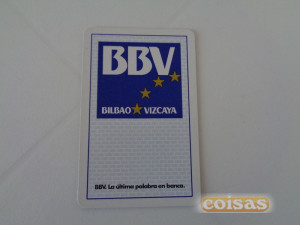 BBV
BILBAO VIZCAYA
BBV. La última palabra en banca.
coisas